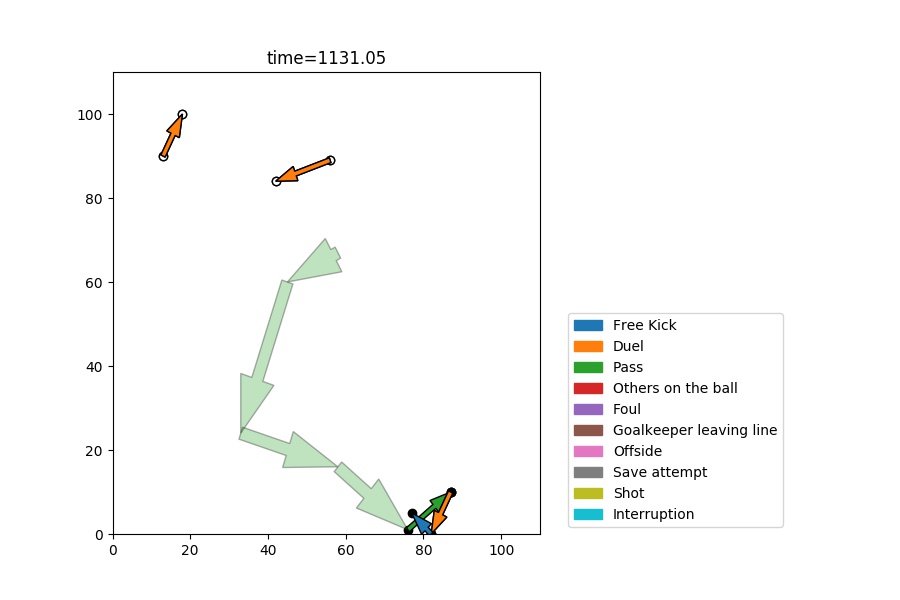 time=1131.05
100
80
60
40
20
0
0 20 40 60 80 100
Free Kick
Duel
Pass
Others on the ball
Foul
Goalkeeper leaving line
Offside
Save attempt
Shot
Interruption